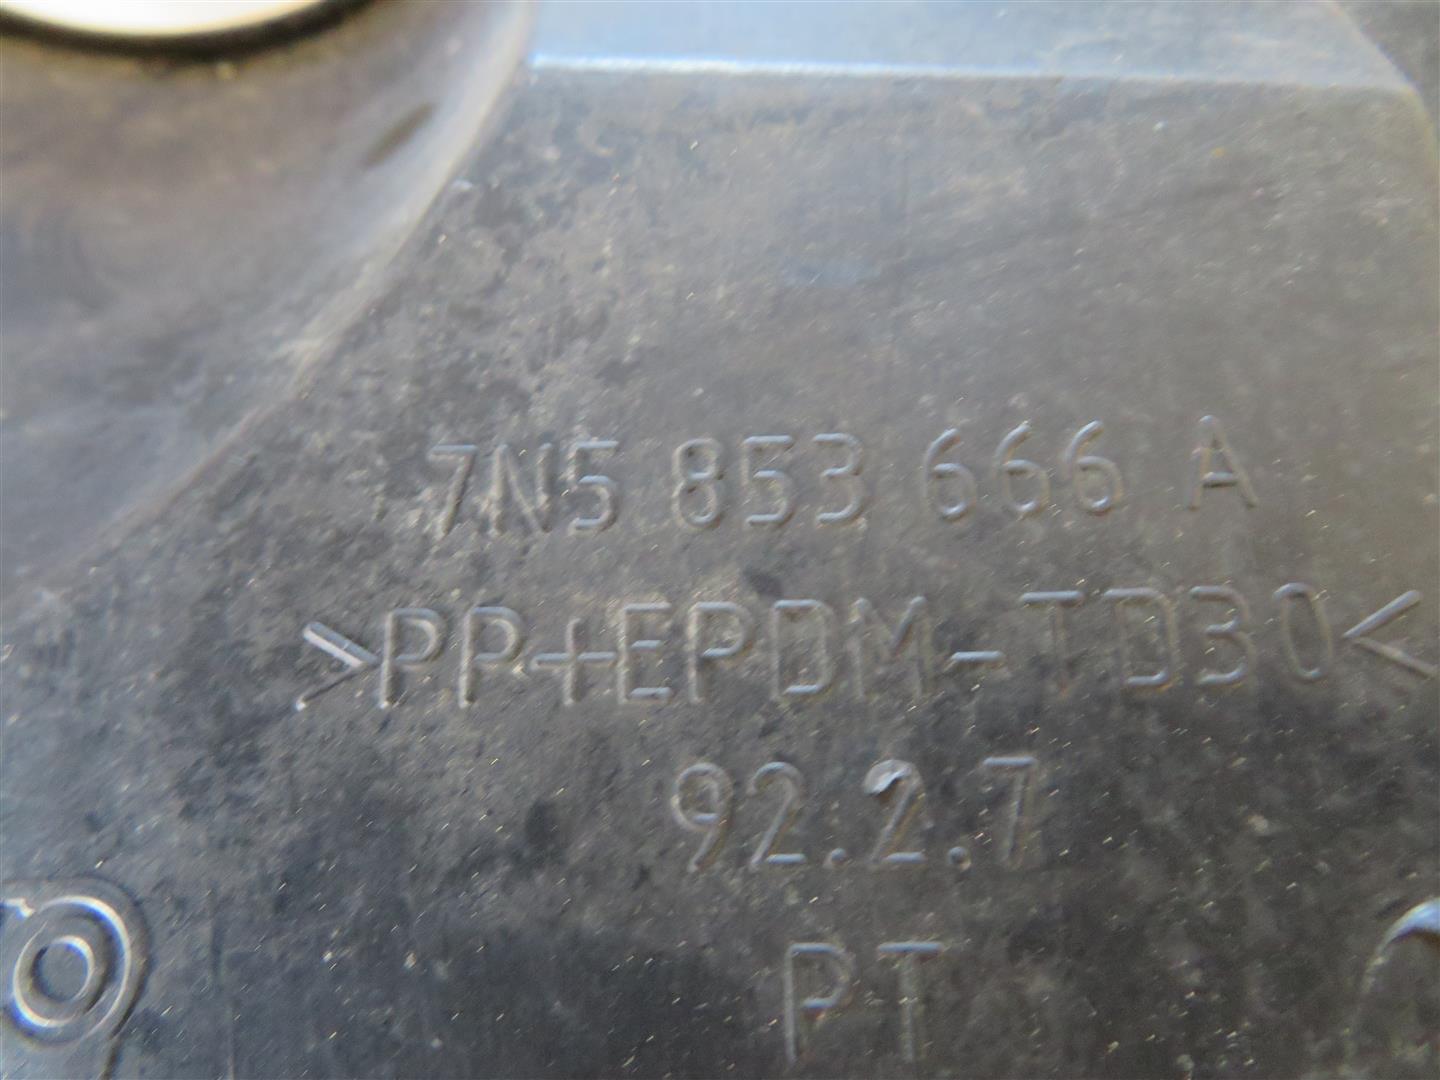 7N5 853 666 A
>PP+EPDM-TD30<
92.2.7
PT